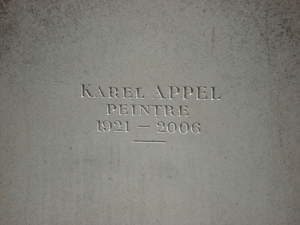 KAREL APPEL
PEINTRE
1921 – 2006